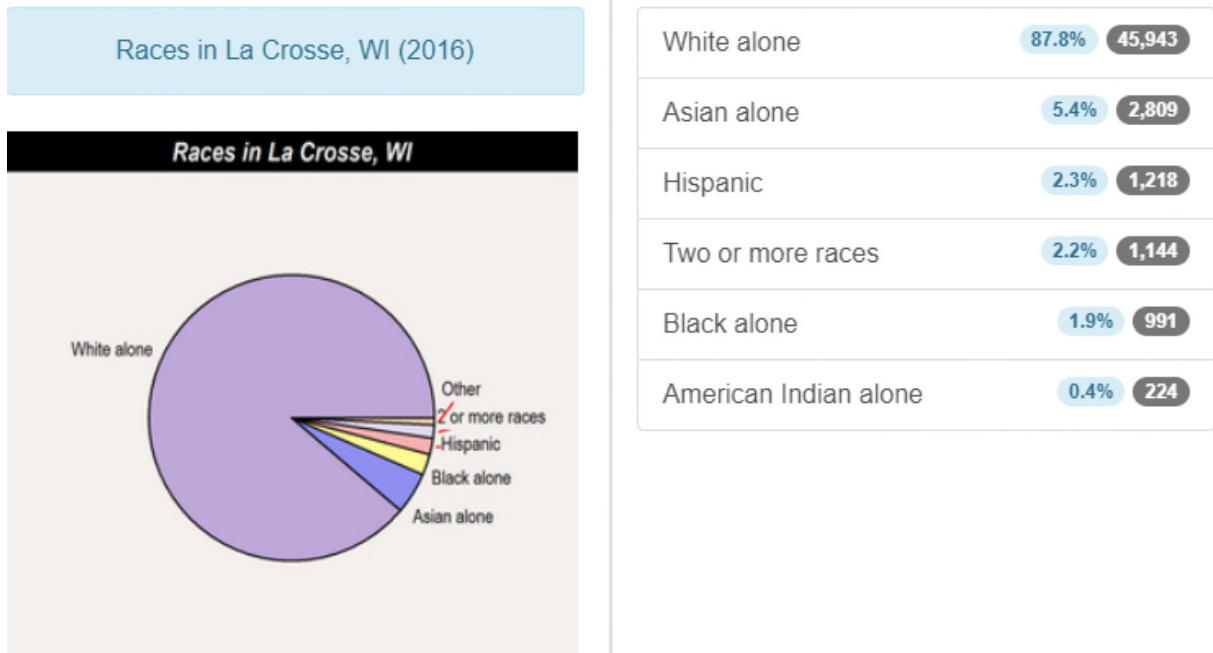 Races in La Crosse, WI (2016)
Races in La Crosse, WI
White alone
Other
2 or more races
Hispanic
Black alone
Asian alone
White alone 87.8% 45,943
Asian alone 5.4% 2,809
Hispanic 2.3% 1,218
Two or more races 2.2% 1,144
Black alone 1.9% 991
American Indian alone 0.4% 224